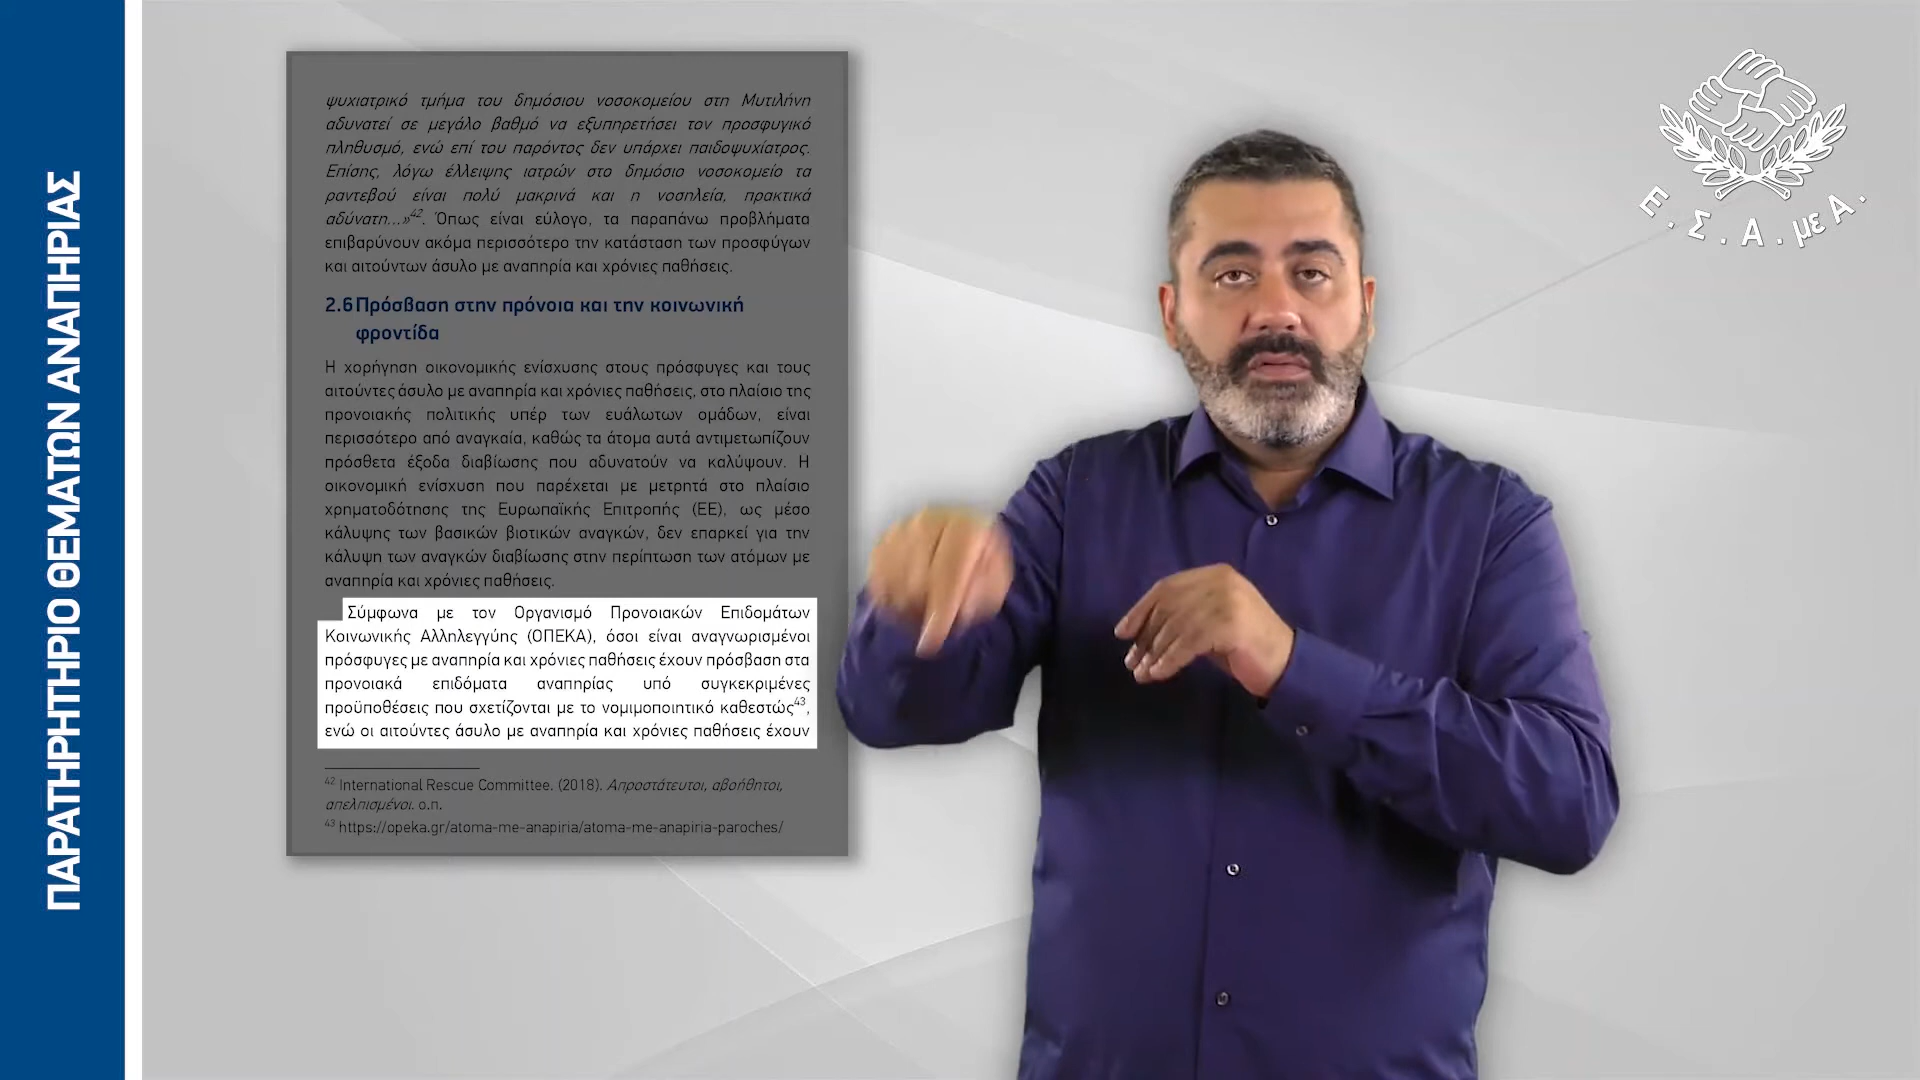 ΠΑΡΑΤΗΡΗΤΗΡΙΟ ΘΕΜΑΤΩΝ ΑΝΑΠΗΡΙΑΣ
ψυχιατρικό τμήμα του δημόσιου νοσοκομείου στη Μυτιλήνη
αδυνατεί σε μεγάλο βαθμό να εξυπηρετήσει τον προσφυγικό
πληθυσμό, ενώ επί του παρόντος δεν υπάρχει παιδοψυχίατρος.
Επίσης, λόγω έλλειψης ιατρών στο δημόσιο νοσοκομείο τα
ραντεβού είναι πολύ μακρινά και η νοσηλεία, πρακτικά
αδύνατη...»42. Όπως είναι εύλογο, τα παραπάνω προβλήματα
επιβαρύνουν ακόμα περισσότερο την κατάσταση των προσφύγων
και αιτούντων άσυλο με αναπηρία και χρόνιες παθήσεις.
2.6 Πρόσβαση στην πρόνοια και την κοινωνική
φροντίδα
Η χορήγηση οικονομικής ενίσχυσης στους πρόσφυγες και τους
αιτούντες άσυλο με αναπηρία και χρόνιες παθήσεις, στο πλαίσιο της
προνοιακής πολιτικής υπέρ των ευάλωτων ομάδων, είναι
περισσότερο από αναγκαία, καθώς τα άτομα αυτά αντιμετωπίζουν
πρόσθετα έξοδα διαβίωσης που αδυνατούν να καλύψουν. Η
οικονομική ενίσχυση που παρέχεται με μετρητά στο πλαίσιο
χρηματοδότησης της Ευρωπαϊκής Επιτροπής (ΕΕ), ως μέσο
κάλυψης των βασικών βιοτικών αναγκών, δεν επαρκεί για την
κάλυψη των αναγκών διαβίωσης στην περίπτωση των ατόμων με
αναπηρία και χρόνιες παθήσεις.
Σύμφωνα με τον Οργανισμό Προνοιακών Επιδομάτων
Κοινωνικής Αλληλεγγύης (ΟΠΕΚΑ), όσοι είναι αναγνωρισμένοι
πρόσφυγες με αναπηρία και χρόνιες παθήσεις έχουν πρόσβαση στα
προνοιακά επιδόματα αναπηρίας υπό συγκεκριμένες
προϋποθέσεις που σχετίζονται με το νομιμοποιητικό καθεστώς43,
ενώ οι αιτούντες άσυλο με αναπηρία και χρόνιες παθήσεις έχουν
42 International Rescue Committee. (2018). Απροστάτευτοι, αβοήθητοι,
απελπισμένοι. ο.π.
43 https://opeka.gr/atoma-me-anapiria/atoma-me-anapiria-paroches/
Ε.Σ.Α.μεΑ.